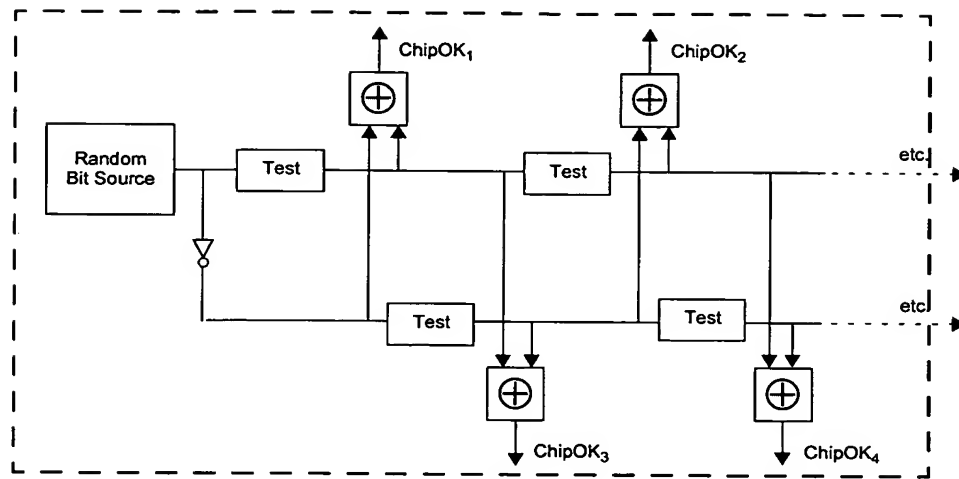 ChipOK₁
ChipOK₂
Random
Bit Source
Test
Test
etc.
Test
Test
etc
ChipOK₃
ChipOK₄